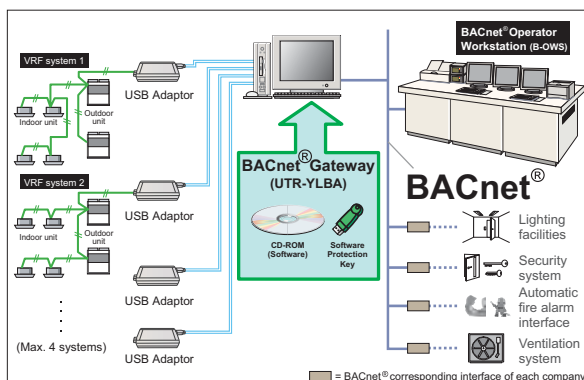 VRF system 1
Indoor unit
Outdoor
unit
USB Adaptor
VRF system 2
Indoor unit
Outdoor
unit
USB Adaptor
USB Adaptor
(Max. 4 systems)
USB Adaptor
BACnet® Gateway
(UTR-YLBA)
CD-ROM
(Software)
Software
Protection
Key
BACnet® Operator
Workstation (B-OWS)
BACnet®
Lighting
facilities
Security
system
Automatic
fire alarm
interface
Ventilation
system
= BACnet® corresponding interface of each company